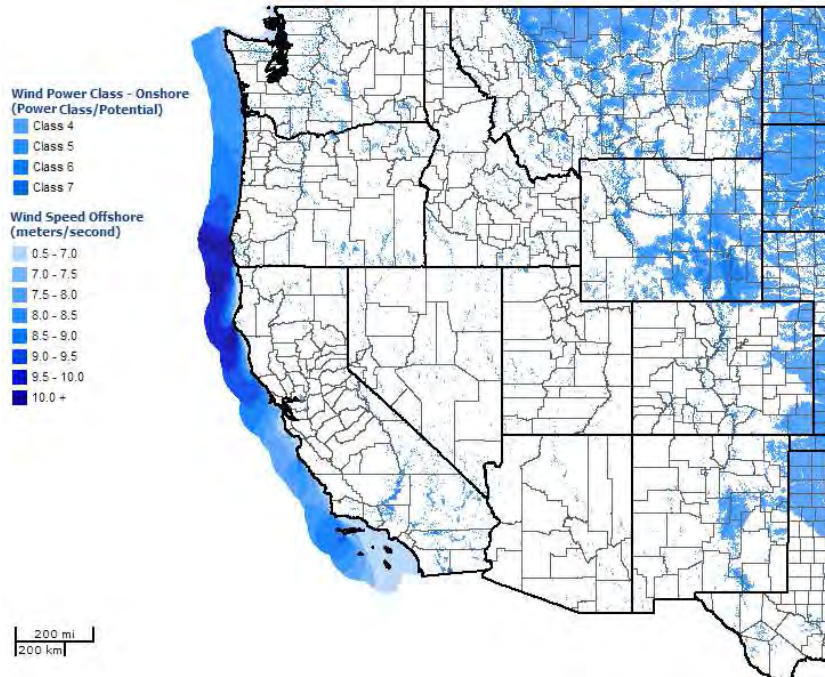 Wind Power Class - Onshore
(Power Class/Potential)
Class 4
Class 5
Class 6
Class 7
Wind Speed Offshore
(meters/second)
0.5 - 7.0
7.0 - 7.5
7.5 - 8.0
8.0 - 8.5
8.5 - 9.0
9.0 - 9.5
9.5 - 10.0
10.0 +
200 mi
200 km